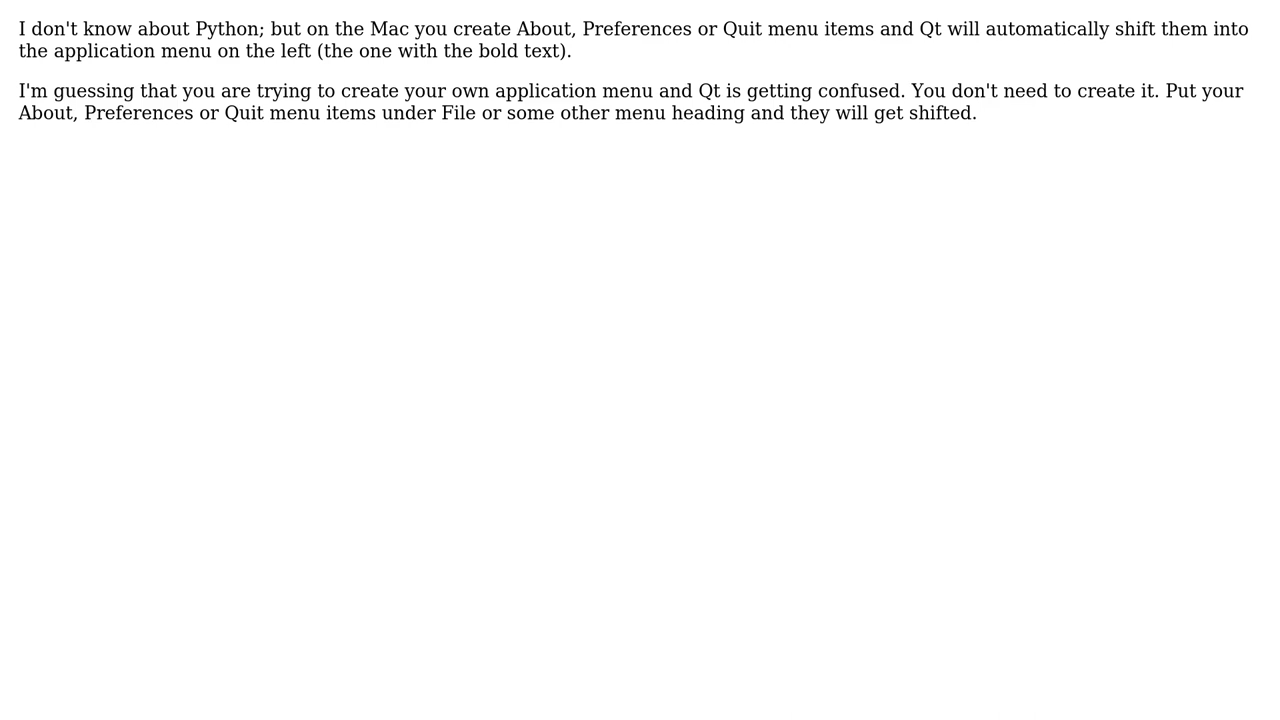 I don't know about Python; but on the Mac you create About, Preferences or Quit menu items and Qt will automatically shift them into
the application menu on the left (the one with the bold text).
I'm guessing that you are trying to create your own application menu and Qt is getting confused. You don't need to create it. Put your
About, Preferences or Quit menu items under File or some other menu heading and they will get shifted.